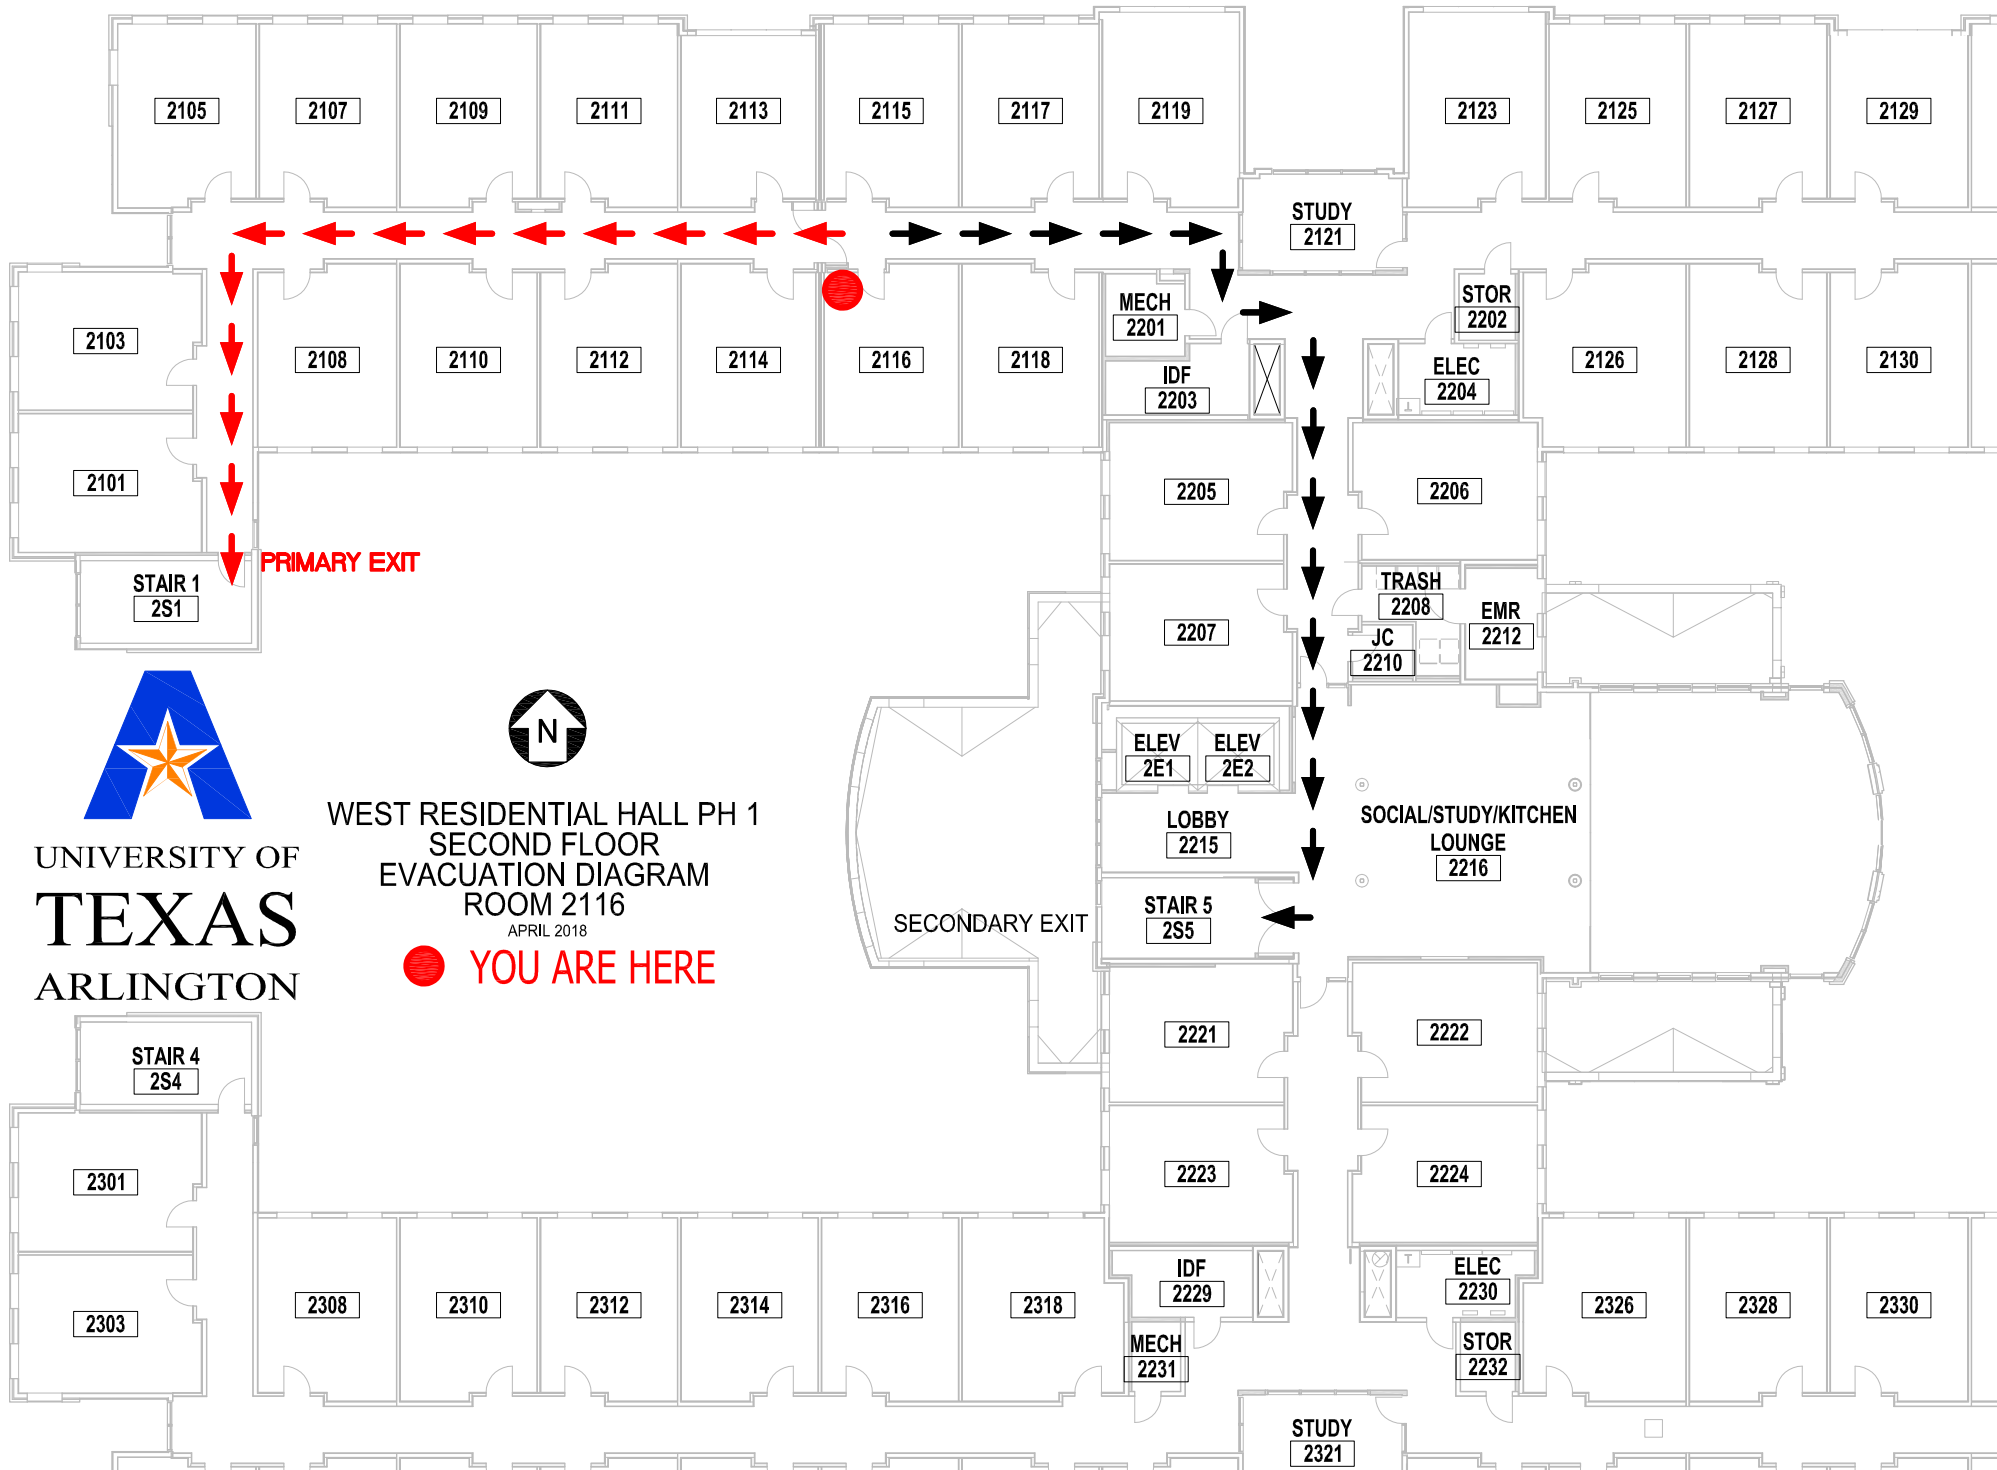 2105
2107
2109
2111
2113
2115
2117
2119
2123
2125
2127
2129
STUDY
2121
2103
2101
2108
2110
2112
2114
2116
2118
MECH
2201
IDF
2203
STOR
2202
ELEC
2204
2126
2128
2130
2205
2206
PRIMARY EXIT
STAIR 1
2S1
2207
TRASH
2208
EMR
2212
JC
2210
N
ELEV
2E1
ELEV
2E2
LOBBY
2215
SOCIAL/STUDY/KITCHEN
LOUNGE
2216
UNIVERSITY OF
TEXAS
ARLINGTON
WEST RESIDENTIAL HALL PH 1
SECOND FLOOR
EVACUATION DIAGRAM
ROOM 2116
APRIL 2018
YOU ARE HERE
SECONDARY EXIT
STAIR 5
2S5
STAIR 4
2S4
2221
2222
2301
2223
2224
2303
2308
2310
2312
2314
2316
2318
IDF
2229
T
ELEC
2230
MECH
2231
STOR
2232
2326
2328
2330
STUDY
2321